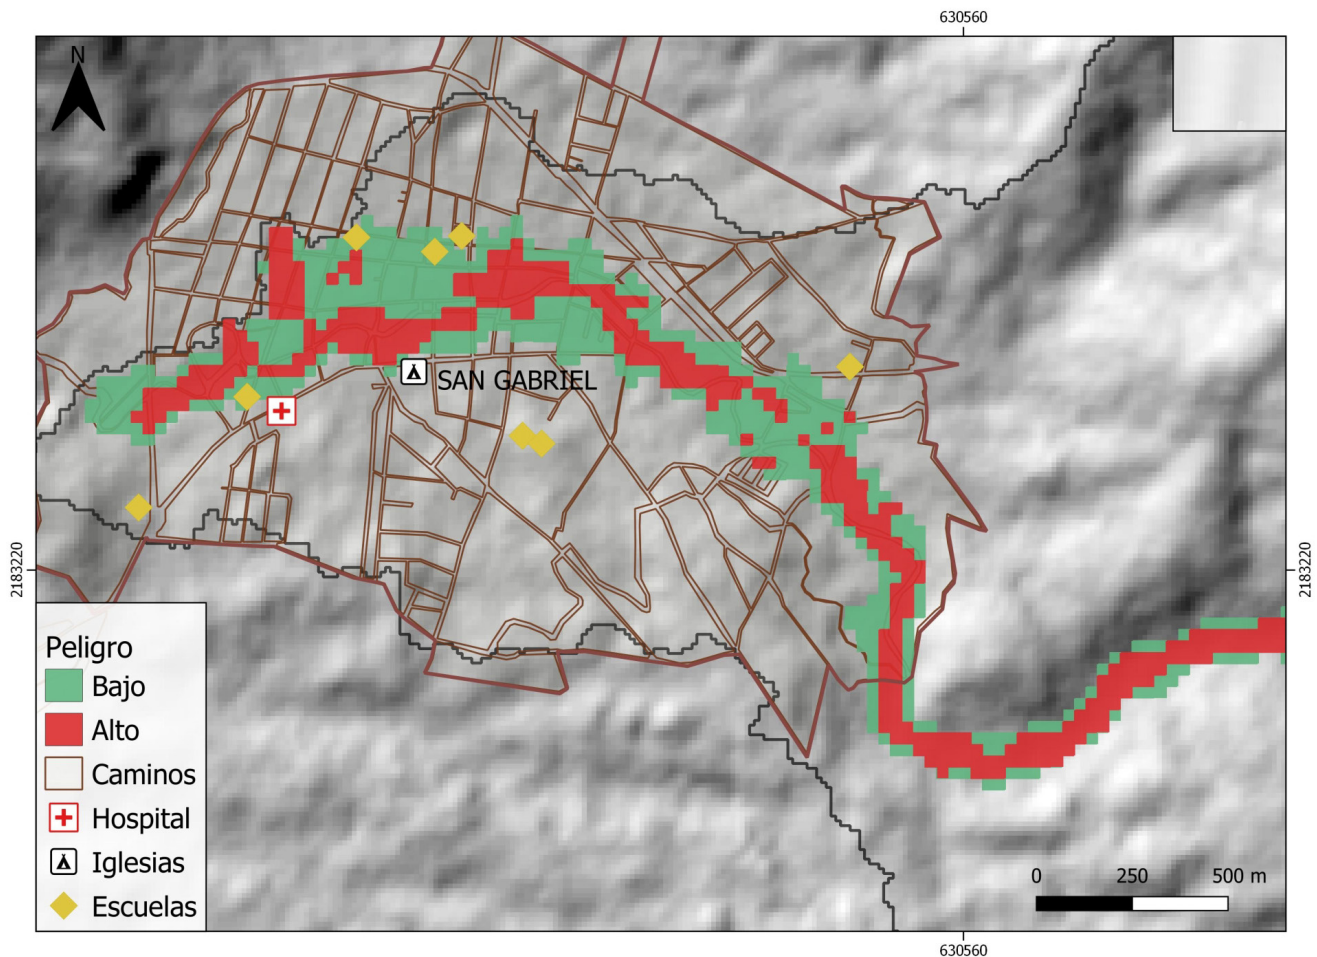 630560
N
SAN GABRIEL
2183220
2183220
Peligro
Bajo
Alto
Caminos
Hospital
Iglesias
Escuelas
0 250 500 m
630560